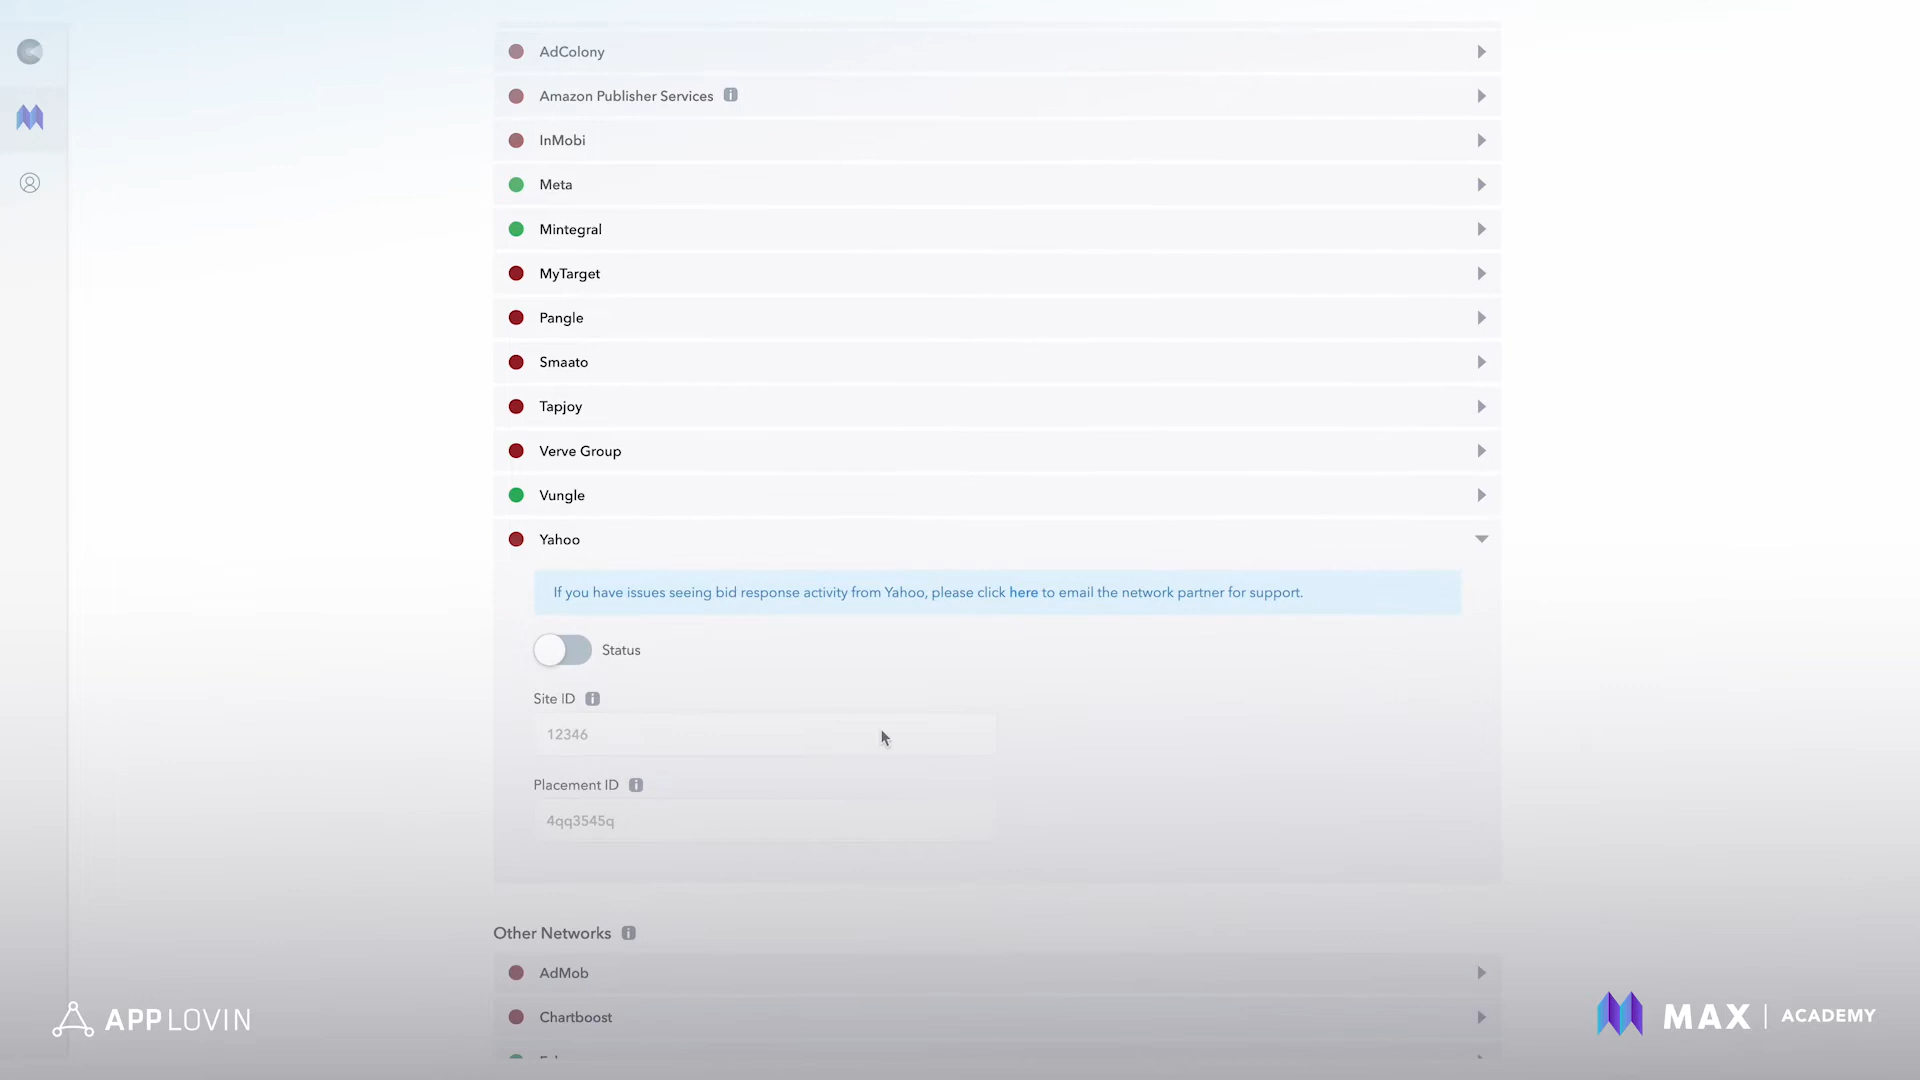 AdColony
Amazon Publisher Services
InMobi
Meta
Mintegral
MyTarget
Pangle
Smaato
Tapjoy
Verve Group
Vungle
Yahoo
If you have issues seeing bid response activity from Yahoo, please click here to email the network partner for support.
Status
Site ID
12346
Placement ID
4qq3545q
Other Networks
AdMob
Chartboost
APPLOVIN
MAX | ACADEMY